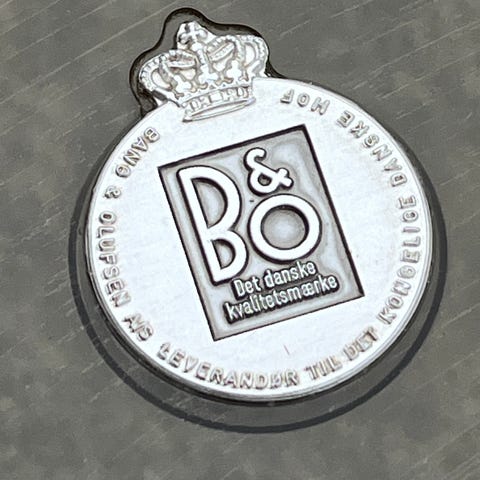 BANG & OLUFSEN A/S LEVERANDØR TIL DET KONGELIGE DANSKE HOF
B&O
Det danske
kvalitetsmærke